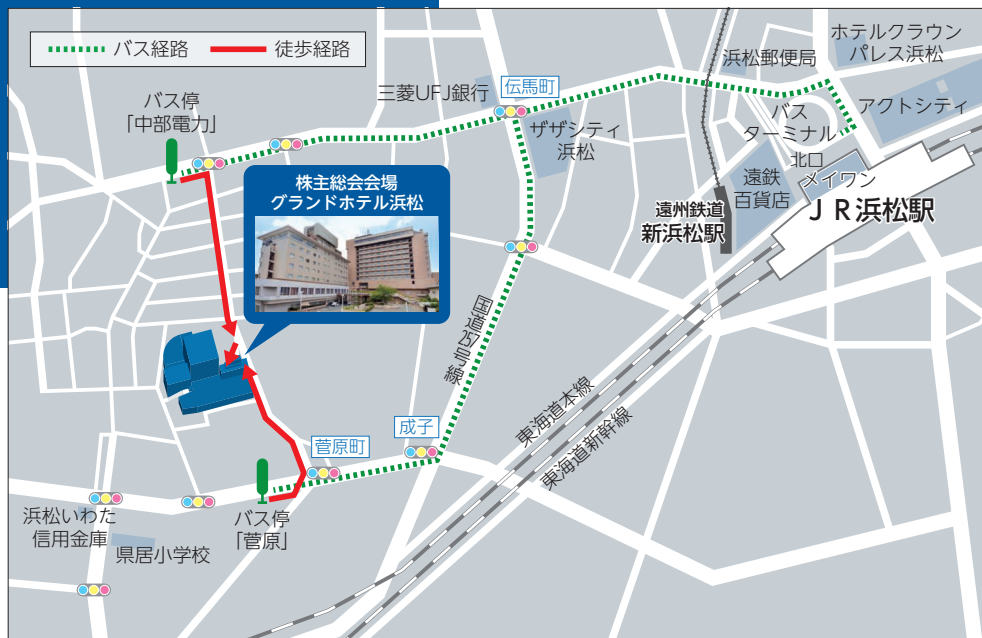 バス経路
徒歩経路
ホテルクラウン
パレス浜松
浜松郵便局
三菱UFJ銀行
伝馬町
バス停
「中部電力」
ザザシティ
浜松
バス
ターミナル
アクトシティ
北口
メイワン
遠鉄
百貨店
JR浜松駅
遠州鉄道
新浜松駅
株主総会会場
グランドホテル浜松
国道257号線
東海道本線
東海道新幹線
成子
菅原町
バス停
「菅原」
浜松いわた
信用金庫
県居小学校